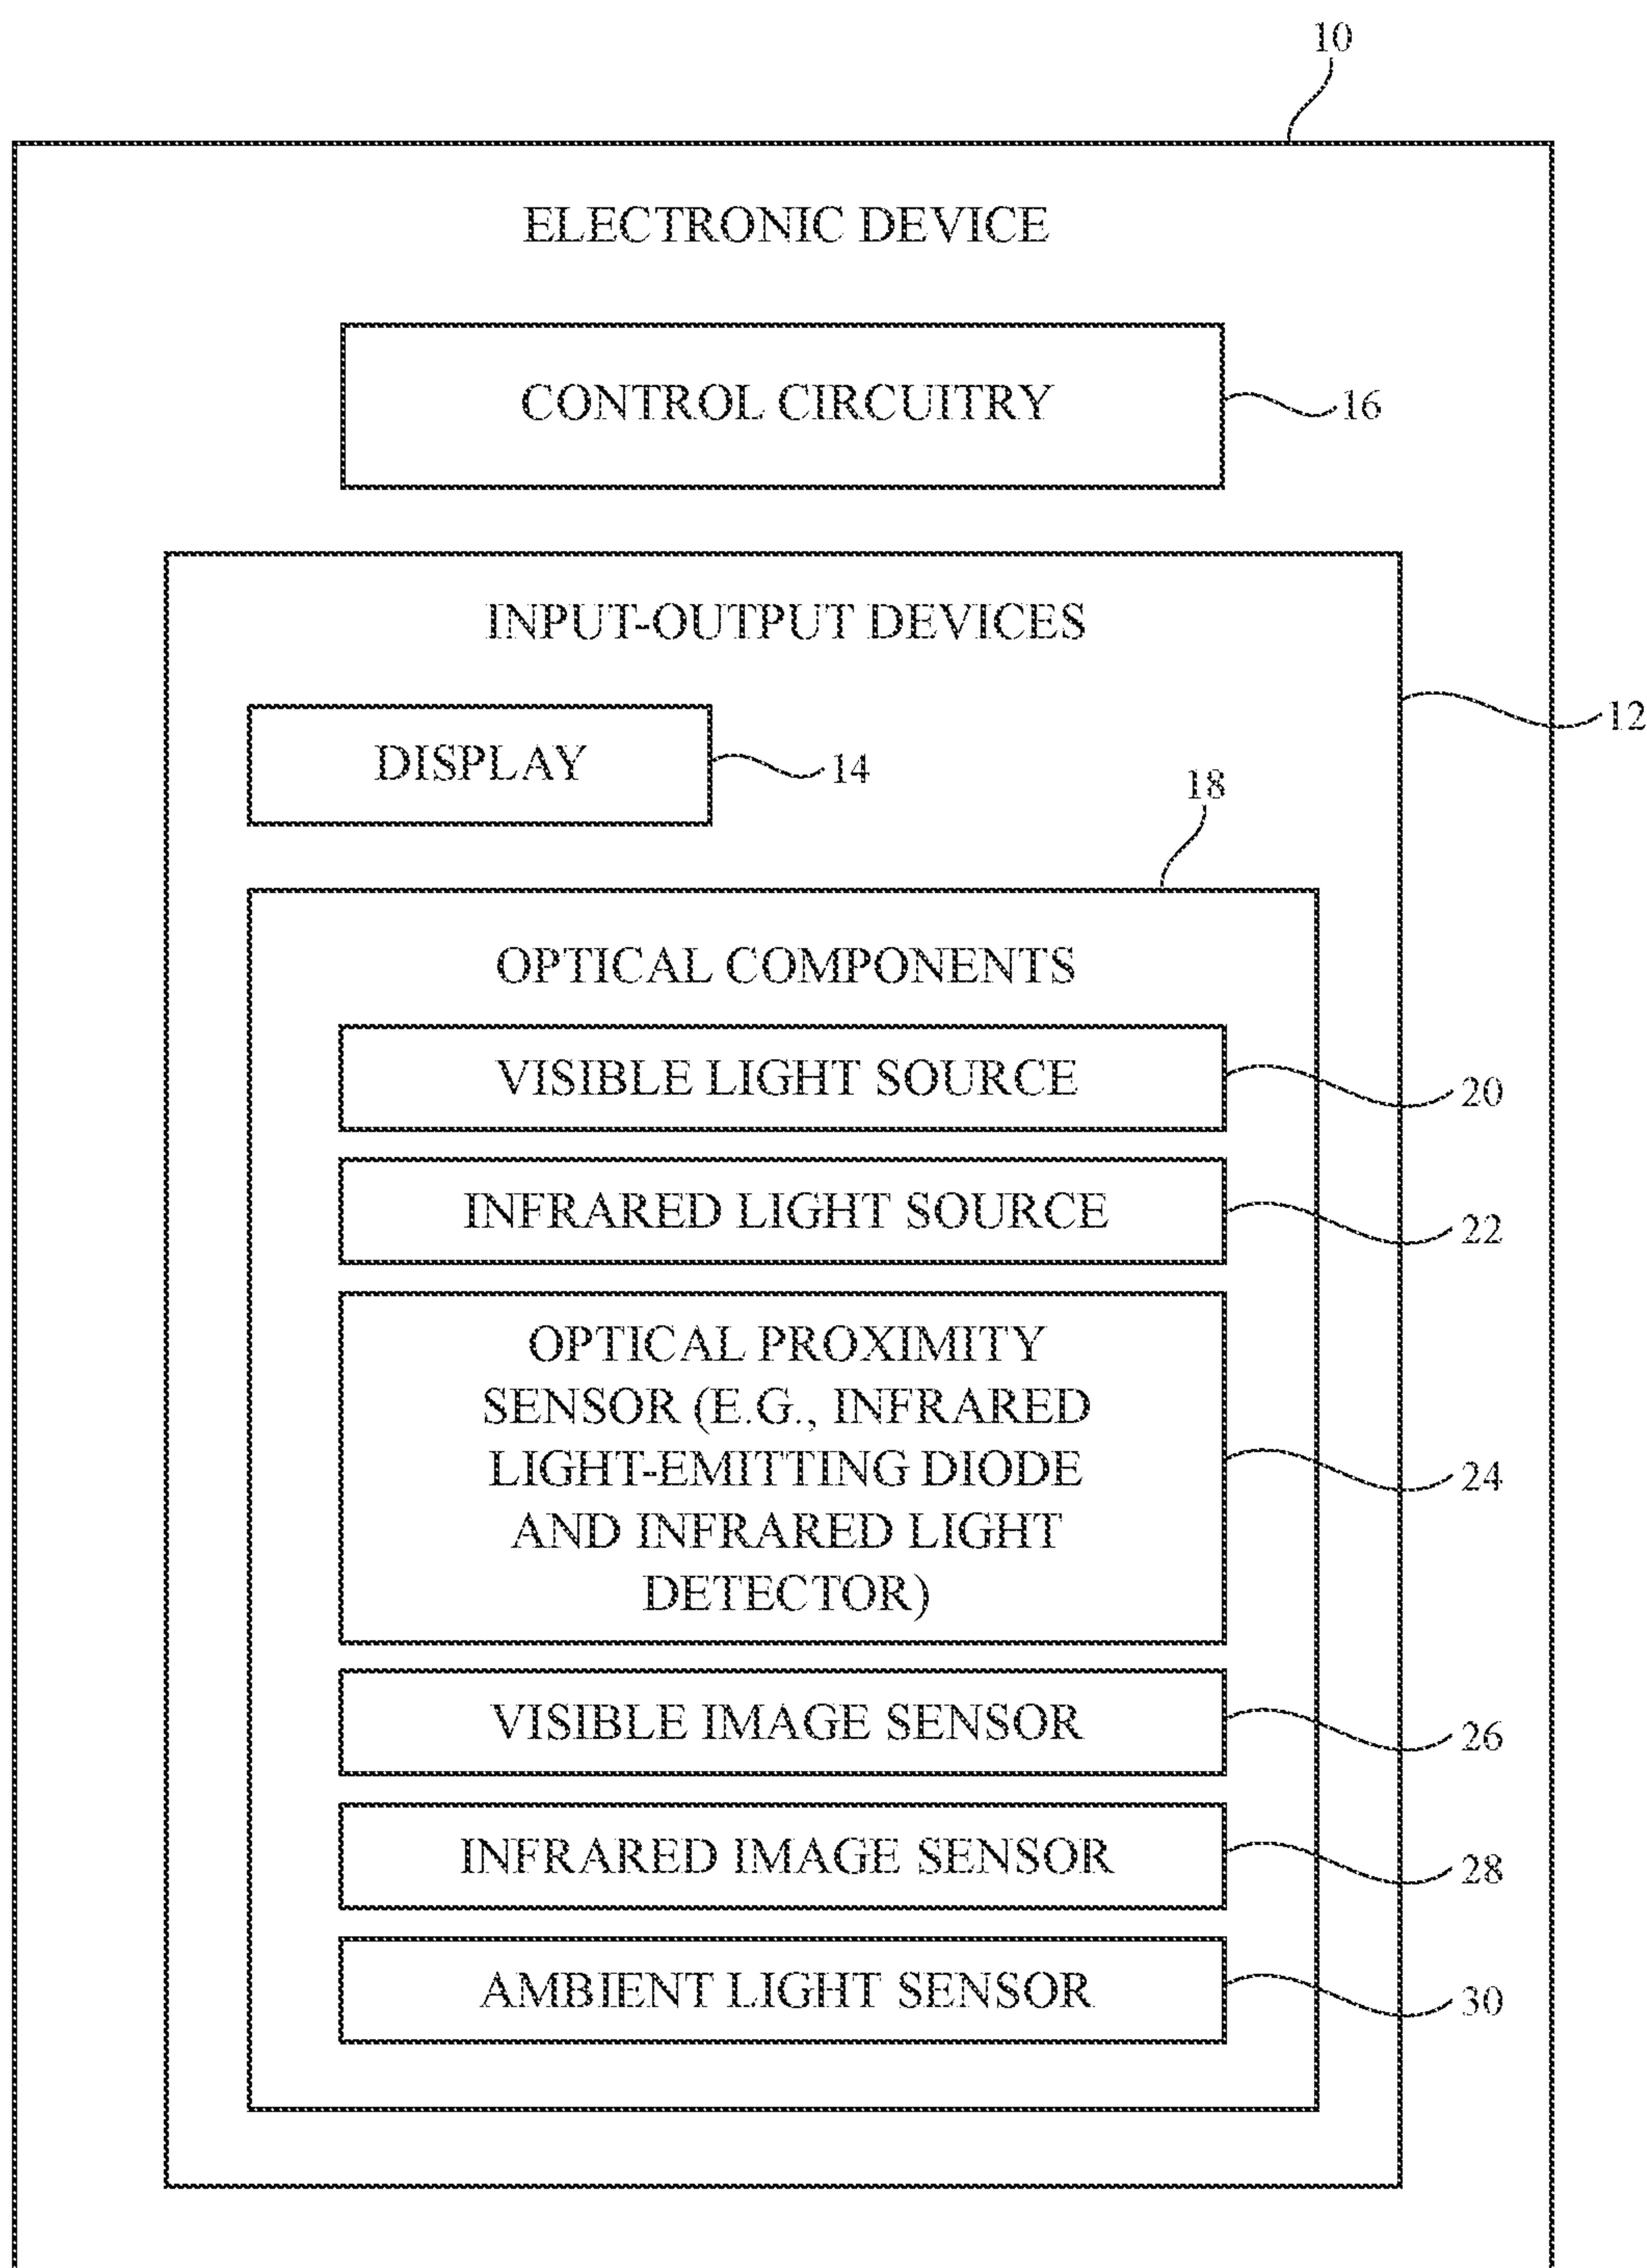 10
ELECTRONIC DEVICE
CONTROL CIRCUITRY
16
INPUT-OUTPUT DEVICES
12
DISPLAY
14
18
OPTICAL COMPONENTS
VISIBLE LIGHT SOURCE
20
INFRARED LIGHT SOURCE
22
OPTICAL PROXIMITY
SENSOR (E.G., INFRARED
LIGHT-EMITTING DIODE
AND INFRARED LIGHT
DETECTOR)
24
VISIBLE IMAGE SENSOR
26
INFRARED IMAGE SENSOR
28
AMBIENT LIGHT SENSOR
30